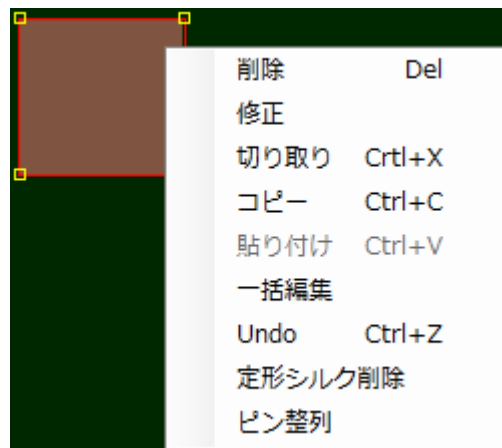 削除 Del
修正
切り取り Crtl+X
コピー Ctrl+C
貼り付け Ctrl+V
一括編集
Undo Ctrl+Z
定形シルク削除
ピン整列